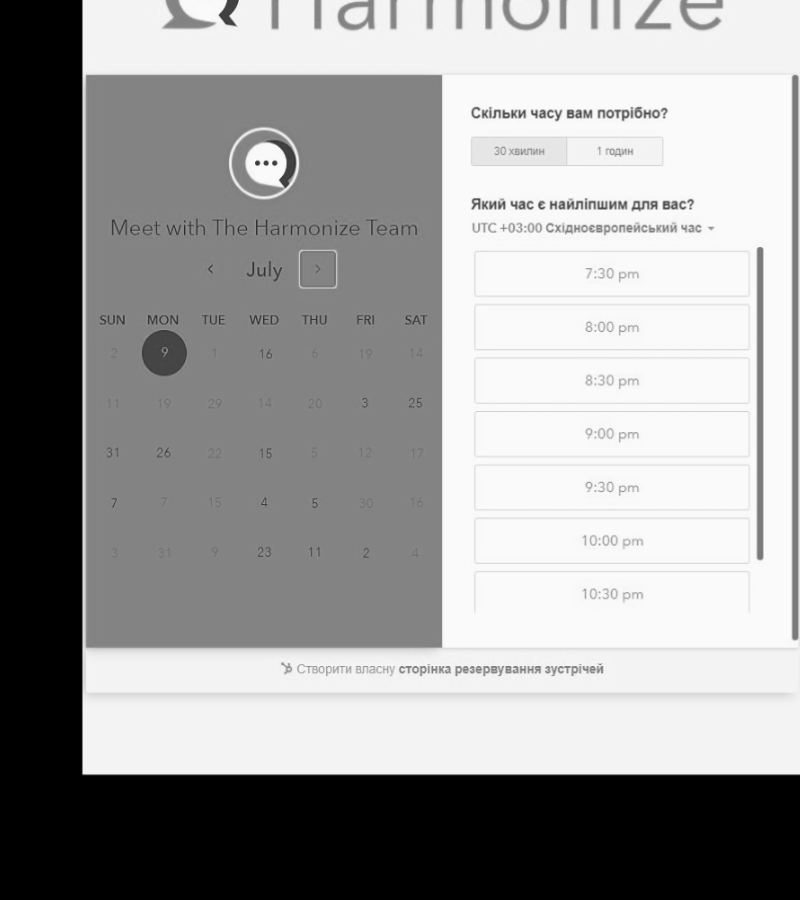 Harmonize
Meet with The Harmonize Team
July
SUN MON TUE WED THU FRI SAT
2 9 1 16 6 19 14
11 19 29 14 20 3 25
31 26 22 15 5 12 17
7 7 15 4 5 30 16
3 31 9 23 11 2 4
Скільки часу вам потрібно?
30 хвилин 1 годин
Який час є найліпшим для вас?
UTC +03:00 Східноєвропейський час
7:30 pm
8:00 pm
8:30 pm
9:00 pm
9:30 pm
10:00 pm
10:30 pm
Створити власну сторінка резервування зустрічей